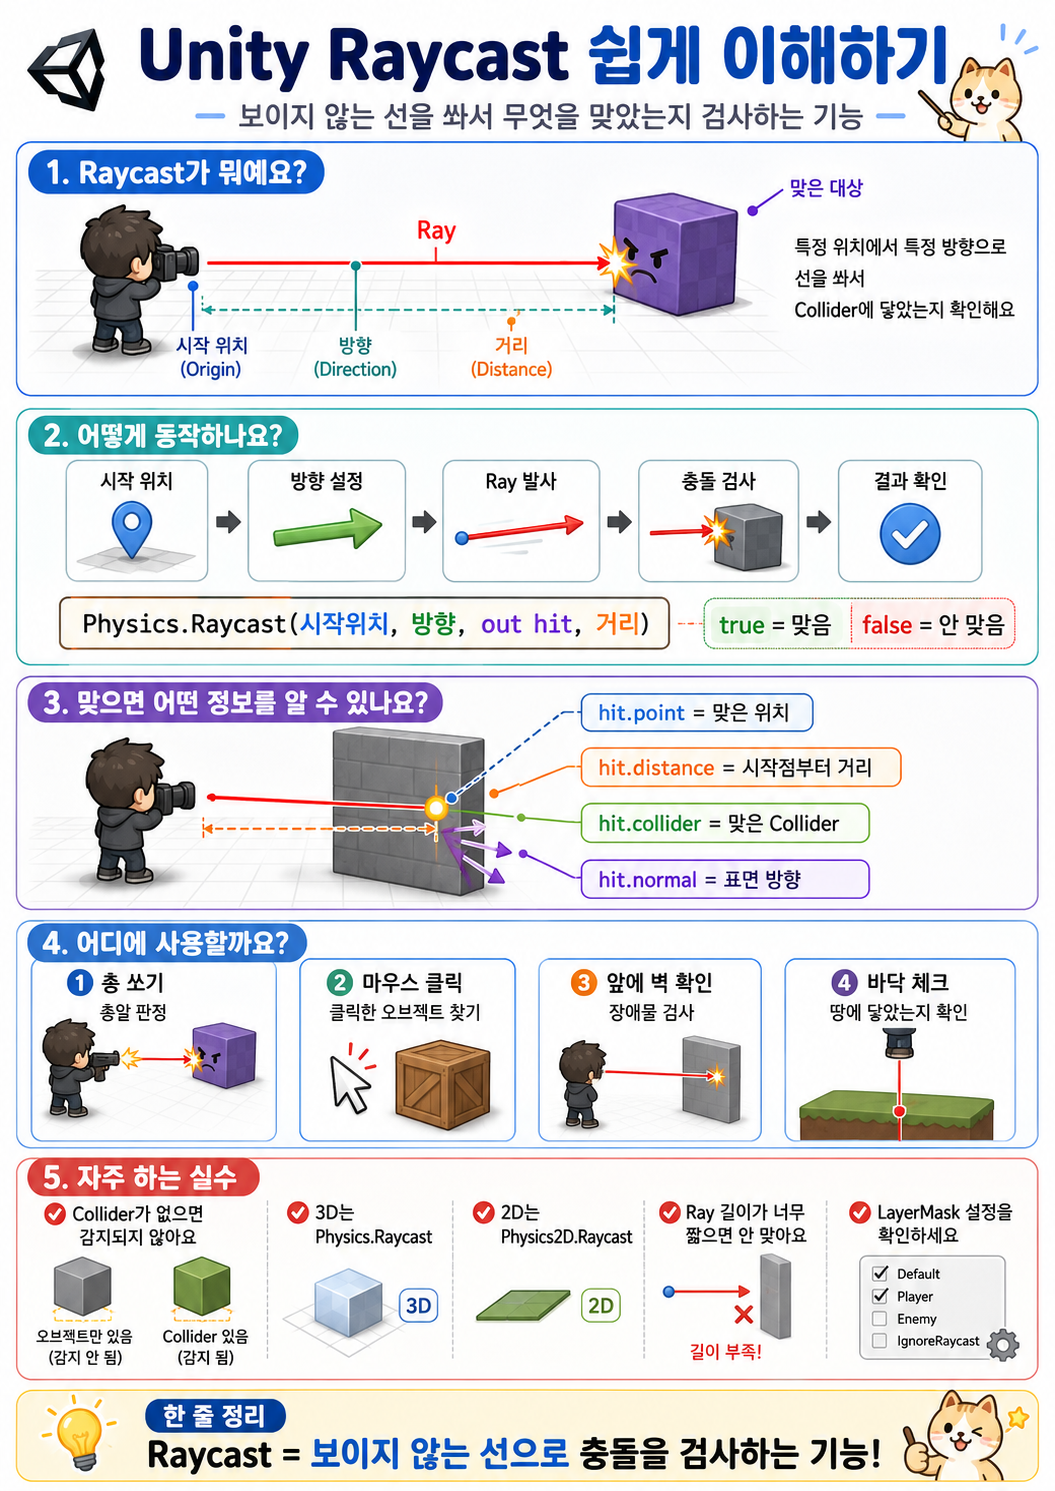 Unity Raycast 쉽게 이해하기
보이지 않는 선을 쏴서 무엇을 맞았는지 검사하는 기능
1. Raycast가 뭐예요?
Ray
맞은 대상
특정 위치에서 특정 방향으로
선을 쏴서
Collider에 닿았는지 확인해요
시작 위치
(Origin)
방향
(Direction)
거리
(Distance)
2. 어떻게 동작하나요?
시작 위치
방향 설정
Ray 발사
충돌 검사
결과 확인
Physics.Raycast(시작위치, 방향, out hit, 거리)
true = 맞음
false = 안 맞음
3. 맞으면 어떤 정보를 알 수 있나요?
hit.point = 맞은 위치
hit.distance = 시작점부터 거리
hit.collider = 맞은 Collider
hit.normal = 표면 방향
4. 어디에 사용할까요?
1 총 쏘기
총알 판정
2 마우스 클릭
클릭한 오브젝트 찾기
3 앞에 벽 확인
장애물 검사
4 바닥 체크
땅에 닿았는지 확인
5. 자주 하는 실수
Collider가 없으면
감지되지 않아요
오브젝트만 있음
(감지 안 됨)
Collider 있음
(감지 됨)
3D는
Physics.Raycast
3D
2D는
Physics2D.Raycast
2D
Ray 길이가 너무
짧으면 안 맞아요
길이 부족!
LayerMask 설정을
확인하세요
Default
Player
Enemy
IgnoreRaycast
한 줄 정리
Raycast = 보이지 않는 선으로 충돌을 검사하는 기능!